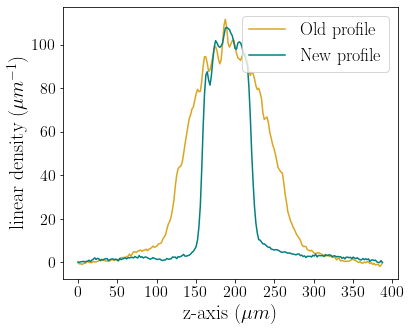 Old profile
New profile
100
80
60
40
20
0
linear density (μm⁻¹)
0 50 100 150 200 250 300 350 400
z-axis (μm)